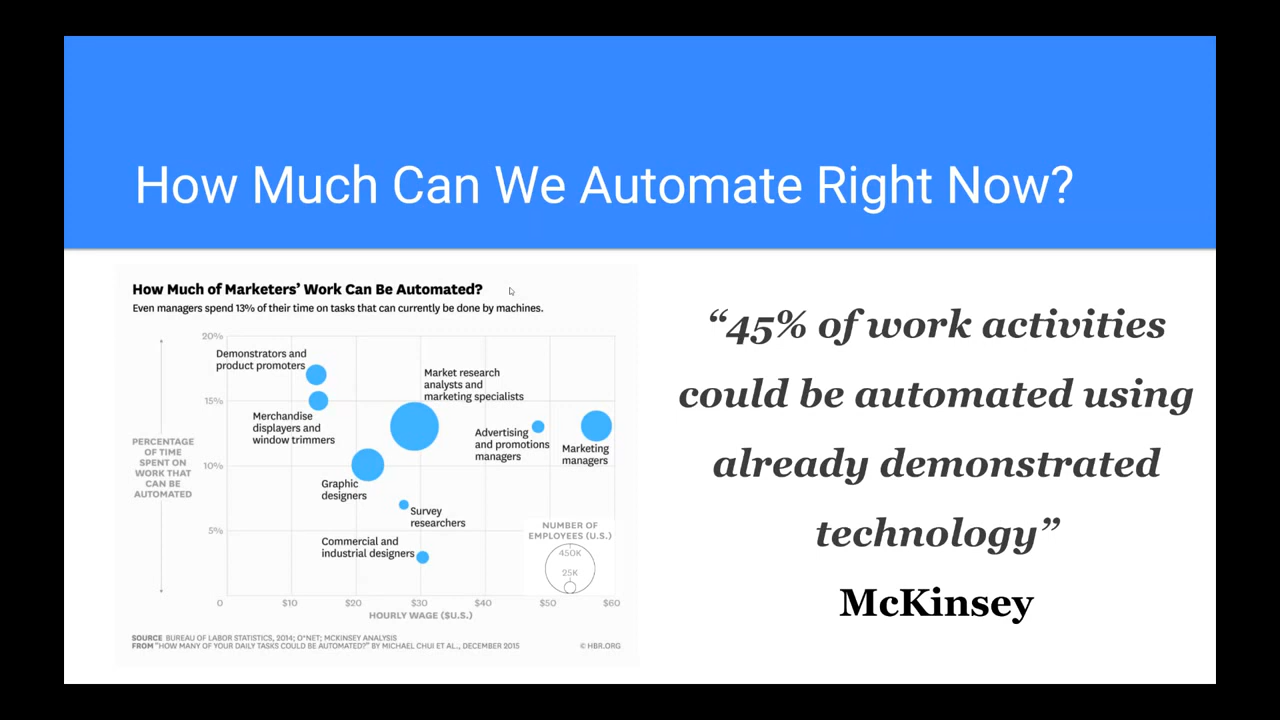 How Much Can We Automate Right Now?
How Much of Marketers' Work Can Be Automated?
Even managers spend 13% of their time on tasks that can currently be done by machines.
20%
15%
10%
5%
0
$10
$20
$30
$40
$50
$60
PERCENTAGE
OF TIME
SPENT ON
WORK THAT
CAN BE
AUTOMATED
HOURLY WAGE ($U.S.)
Demonstrators and
product promoters
Merchandise
displayers and
window trimmers
Market research
analysts and
marketing specialists
Advertising
and promotions
managers
Marketing
managers
Graphic
designers
Survey
researchers
Commercial and
industrial designers
NUMBER OF
EMPLOYEES (U.S.)
450K
25K
SOURCE BUREAU OF LABOR STATISTICS, 2014; O*NET; MCKINSEY ANALYSIS
FROM "HOW MANY OF YOUR DAILY TASKS COULD BE AUTOMATED?" BY MICHAEL CHUI ET AL., DECEMBER 2015
© HBR.ORG
“45% of work activities
could be automated using
already demonstrated
technology”
McKinsey